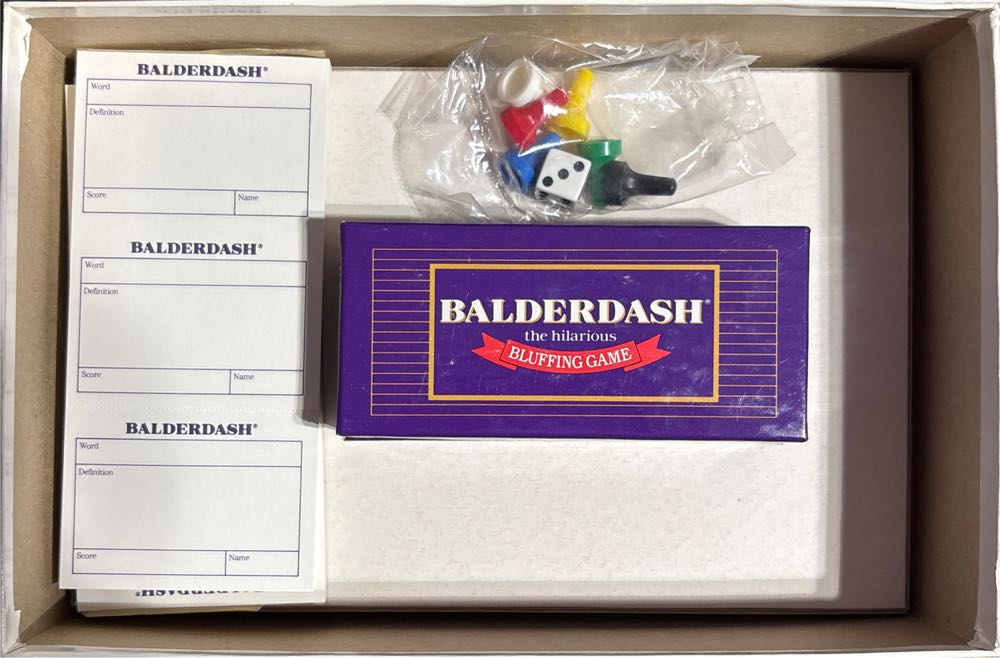 BALDERDASH®
Word
Definition
Score Name
BALDERDASH®
Word
Definition
Score Name
BALDERDASH®
Word
Definition
Score Name
BALDERDASH®
the hilarious
BLUFFING GAME